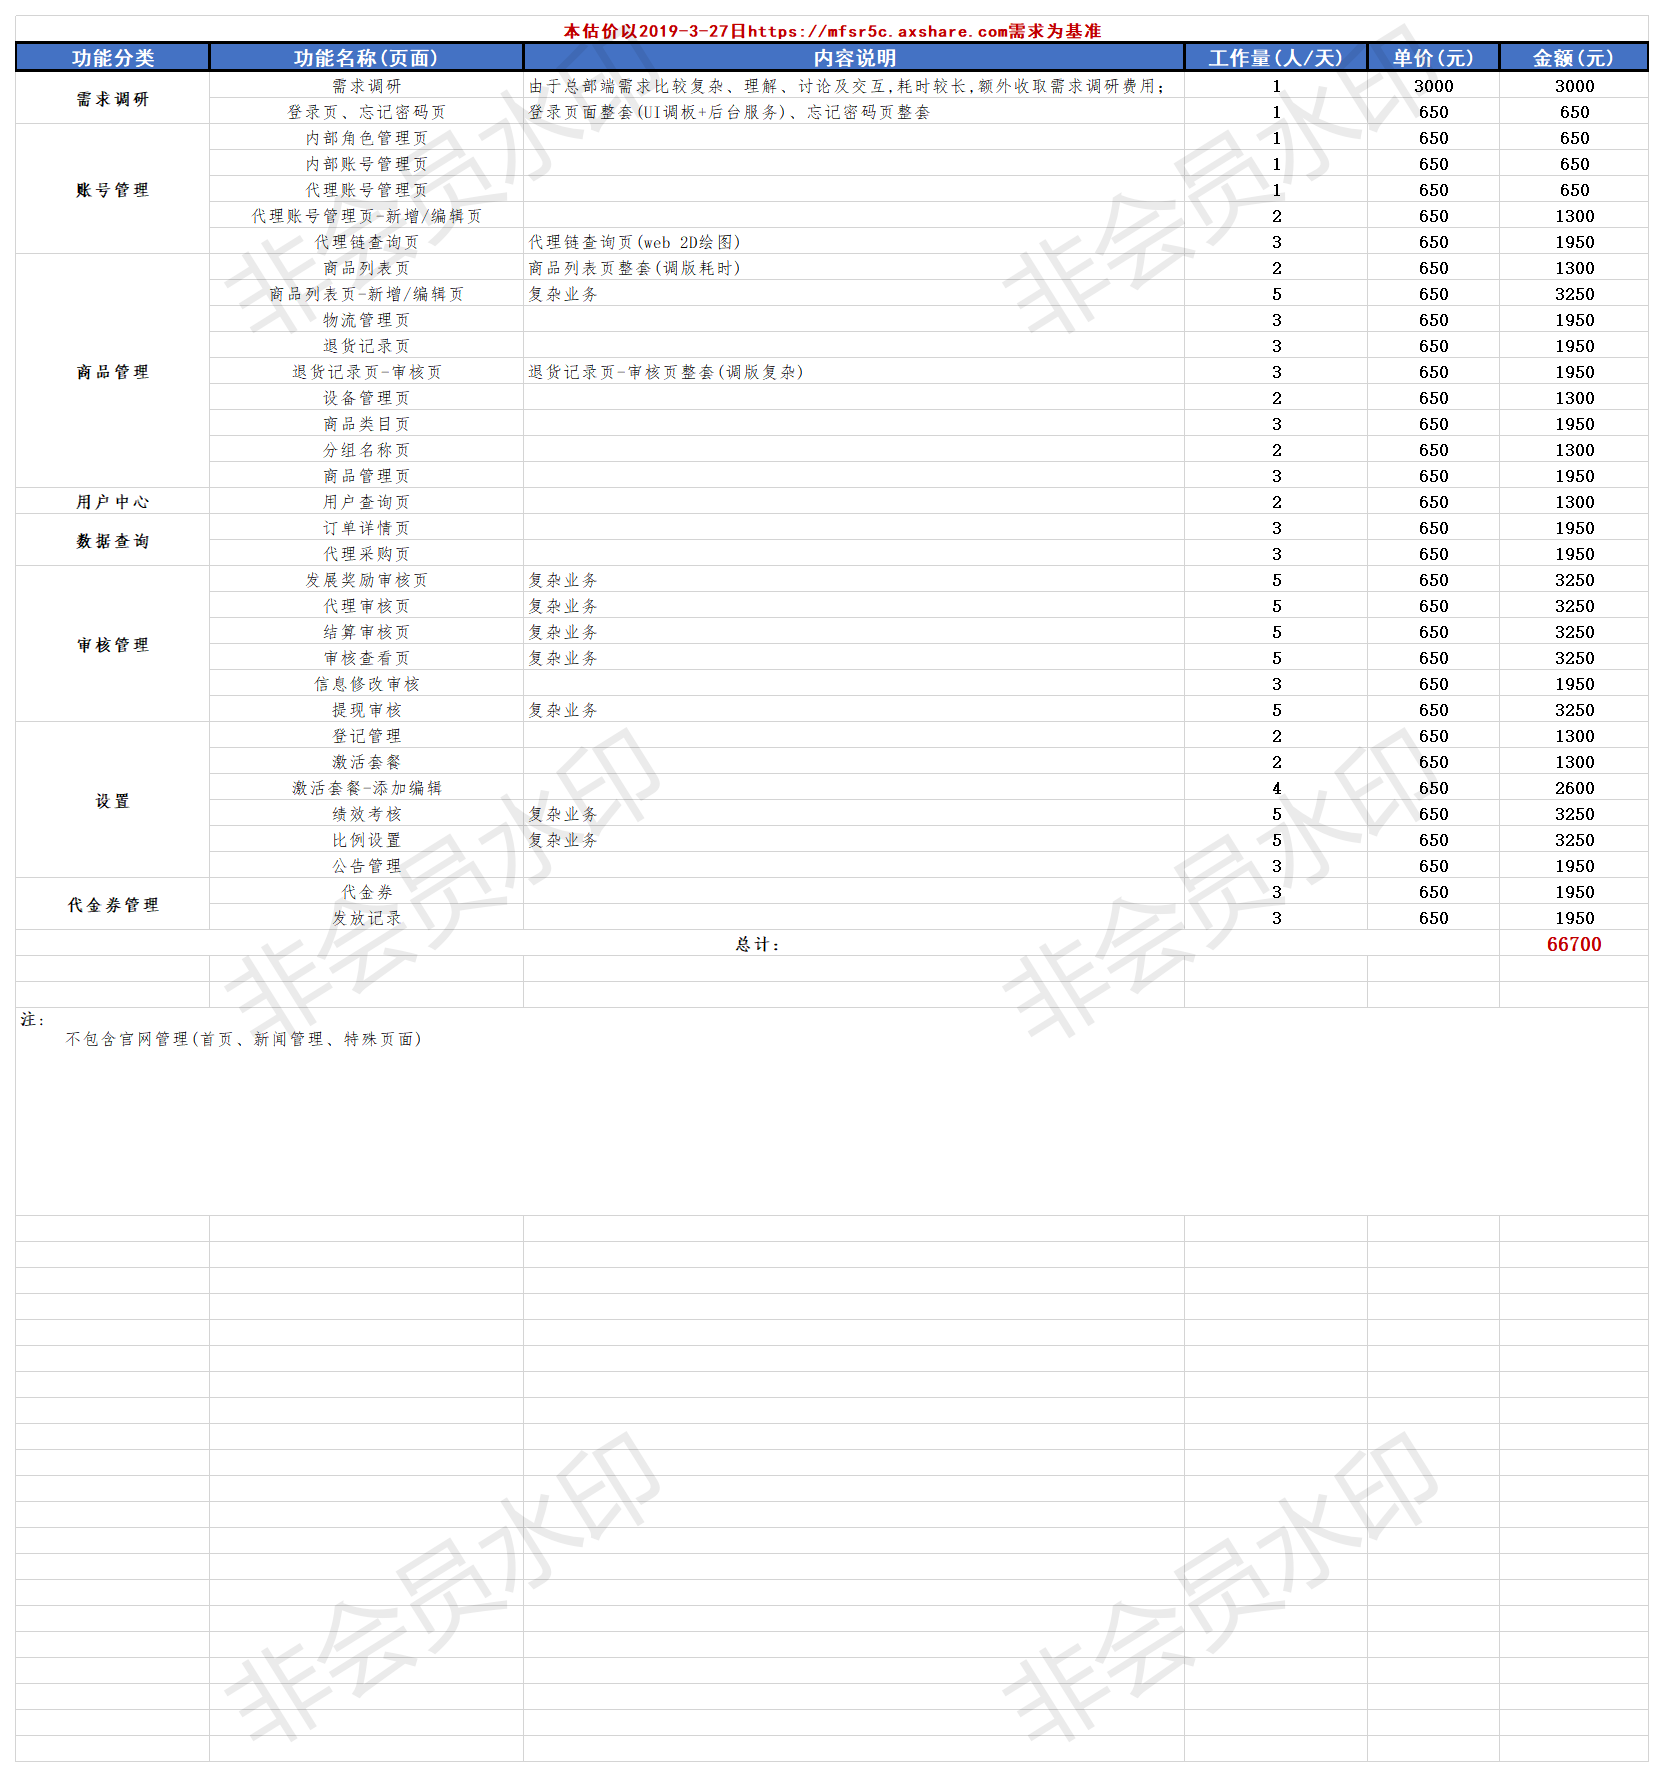 本估价以2019-3-27日https://mfsr5c.axshare.com需求为基准
功能分类 功能名称(页面) 内容说明 工作量(人/天) 单价(元) 金额(元)
需求调研 需求调研 由于总部端需求比较复杂、理解、讨论及交互,耗时较长,额外收取需求调研费用; 1 3000 3000
登录页、忘记密码页 登录页面整套(UI调板+后台服务)、忘记密码页整套 1 650 650
账号管理 内部角色管理页 1 650 650
内部账号管理页 1 650 650
代理账号管理页 1 650 650
代理账号管理页-新增/编辑页 2 650 1300
代理链查询页 代理链查询页(web 2D绘图) 3 650 1950
商品管理 商品列表页 商品列表页整套(调版耗时) 2 650 1300
商品列表页-新增/编辑页 复杂业务 5 650 3250
物流管理页 3 650 1950
退货记录页 3 650 1950
退货记录页-审核页 退货记录页-审核页整套(调版复杂) 3 650 1950
设备管理页 2 650 1300
商品类目页 3 650 1950
分组名称页 2 650 1300
商品管理页 3 650 1950
用户中心 用户查询页 2 650 1300
数据查询 订单详情页 3 650 1950
代理采购页 3 650 1950
审核管理 发展奖励审核页 复杂业务 5 650 3250
代理审核页 复杂业务 5 650 3250
结算审核页 复杂业务 5 650 3250
审核查看页 复杂业务 5 650 3250
信息修改审核 3 650 1950
提现审核 复杂业务 5 650 3250
设置 登记管理 2 650 1300
激活套餐 2 650 1300
激活套餐-添加编辑 4 650 2600
绩效考核 复杂业务 5 650 3250
比例设置 复杂业务 5 650 3250
公告管理 3 650 1950
代金券管理 代金券 3 650 1950
发放记录 3 650 1950
总计: 66700
注:
不包含官网管理(首页、新闻管理、特殊页面)
非会员水印
非会员水印
非会员水印
非会员水印
非会员水印
非会员水印